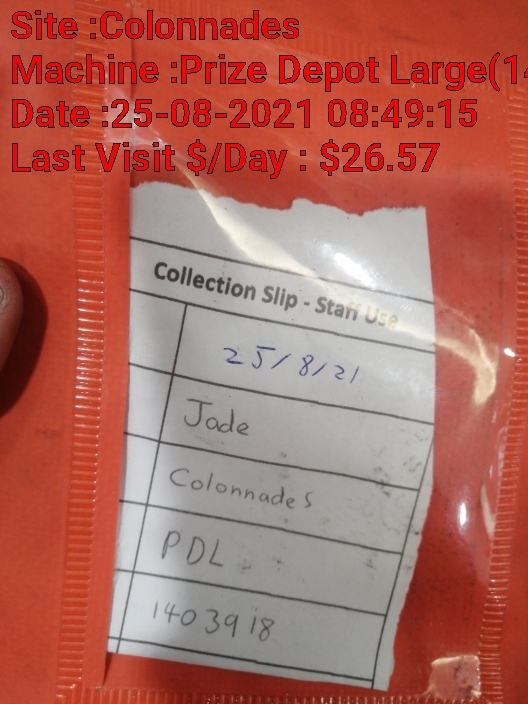 Site :Colonnades
Machine :Prize Depot Large(14
Date :25-08-2021 08:49:15
Last Visit $/Day : $26.57
Collection Slip - Staff Use
25/8/21
Jade
Colonnades
PDL
1403918